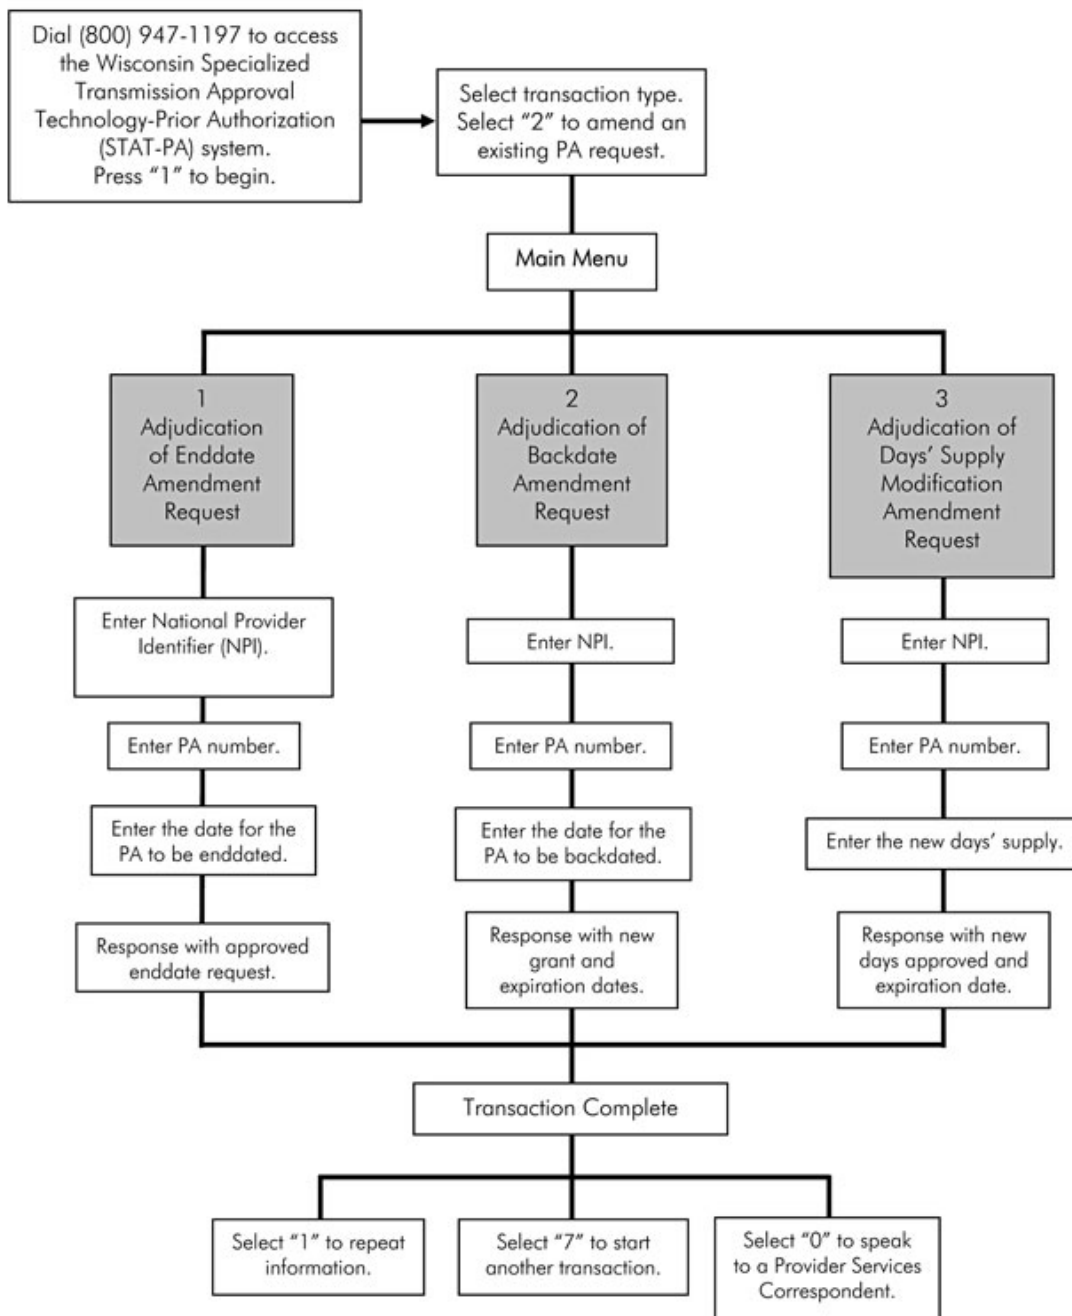 Dial (800) 947-1197 to access
the Wisconsin Specialized
Transmission Approval
Technology-Prior Authorization
(STAT-PA) system.
Press “1” to begin.
Select transaction type.
Select “2” to amend an
existing PA request.
Main Menu
1
Adjudication
of Enddate
Amendment
Request
2
Adjudication of
Backdate
Amendment
Request
3
Adjudication of
Days’ Supply
Modification
Amendment
Request
Enter National Provider
Identifier (NPI).
Enter NPI.
Enter NPI.
Enter PA number.
Enter PA number.
Enter PA number.
Enter the date for the
PA to be enddated.
Enter the date for the
PA to be backdated.
Enter the new days’ supply.
Response with approved
enddate request.
Response with new
grant and
expiration dates.
Response with new
days approved and
expiration date.
Transaction Complete
Select “1” to repeat
information.
Select “7” to start
another transaction.
Select “0” to speak
to a Provider Services
Correspondent.